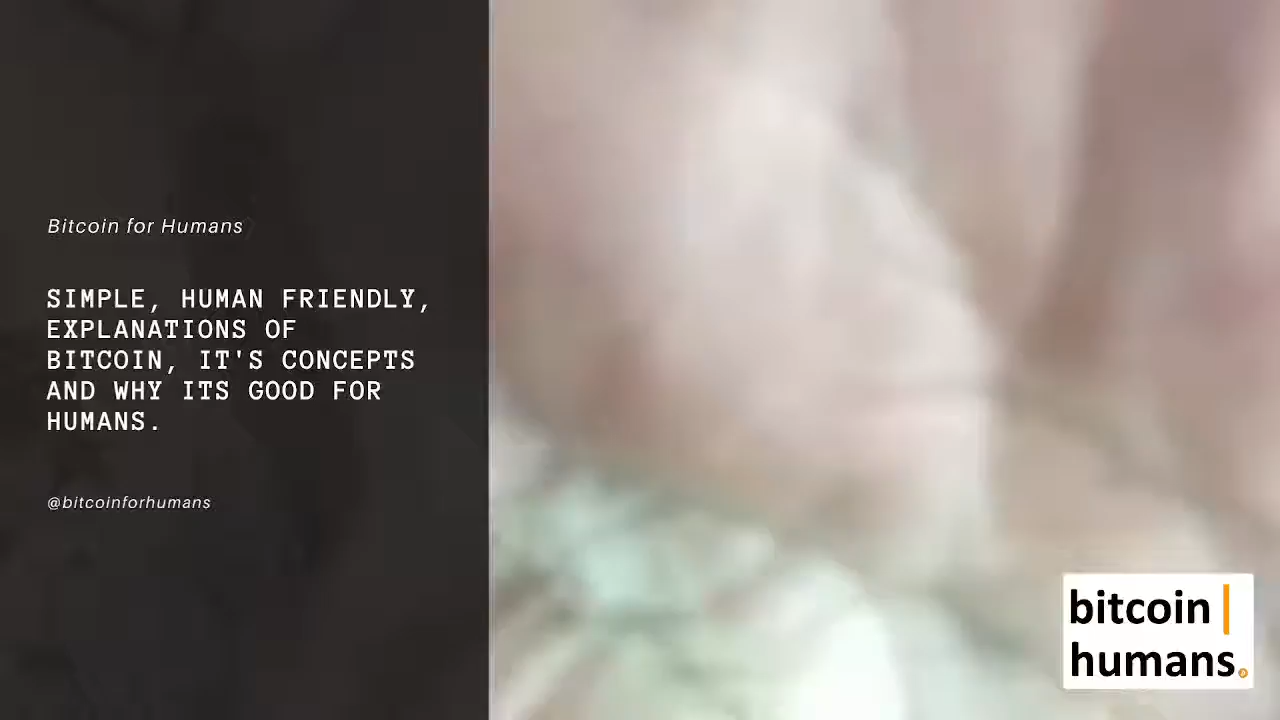 Bitcoin for Humans
SIMPLE, HUMAN FRIENDLY,
EXPLANATIONS OF
BITCOIN, IT'S CONCEPTS
AND WHY ITS GOOD FOR
HUMANS.
@bitcoinforhumans
bitcoin |
humans.